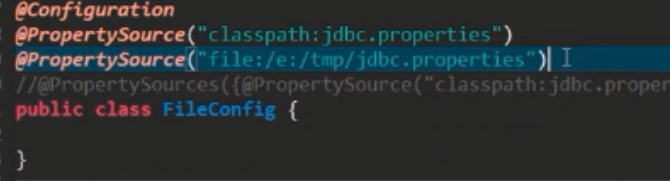 @Configuration
@PropertySource("classpath:jdbc.properties")
@PropertySource("file:/e:/tmp/jdbc.properties")
//@PropertySources({@PropertySource("classpath:jdbc.proper
public class FileConfig {
}